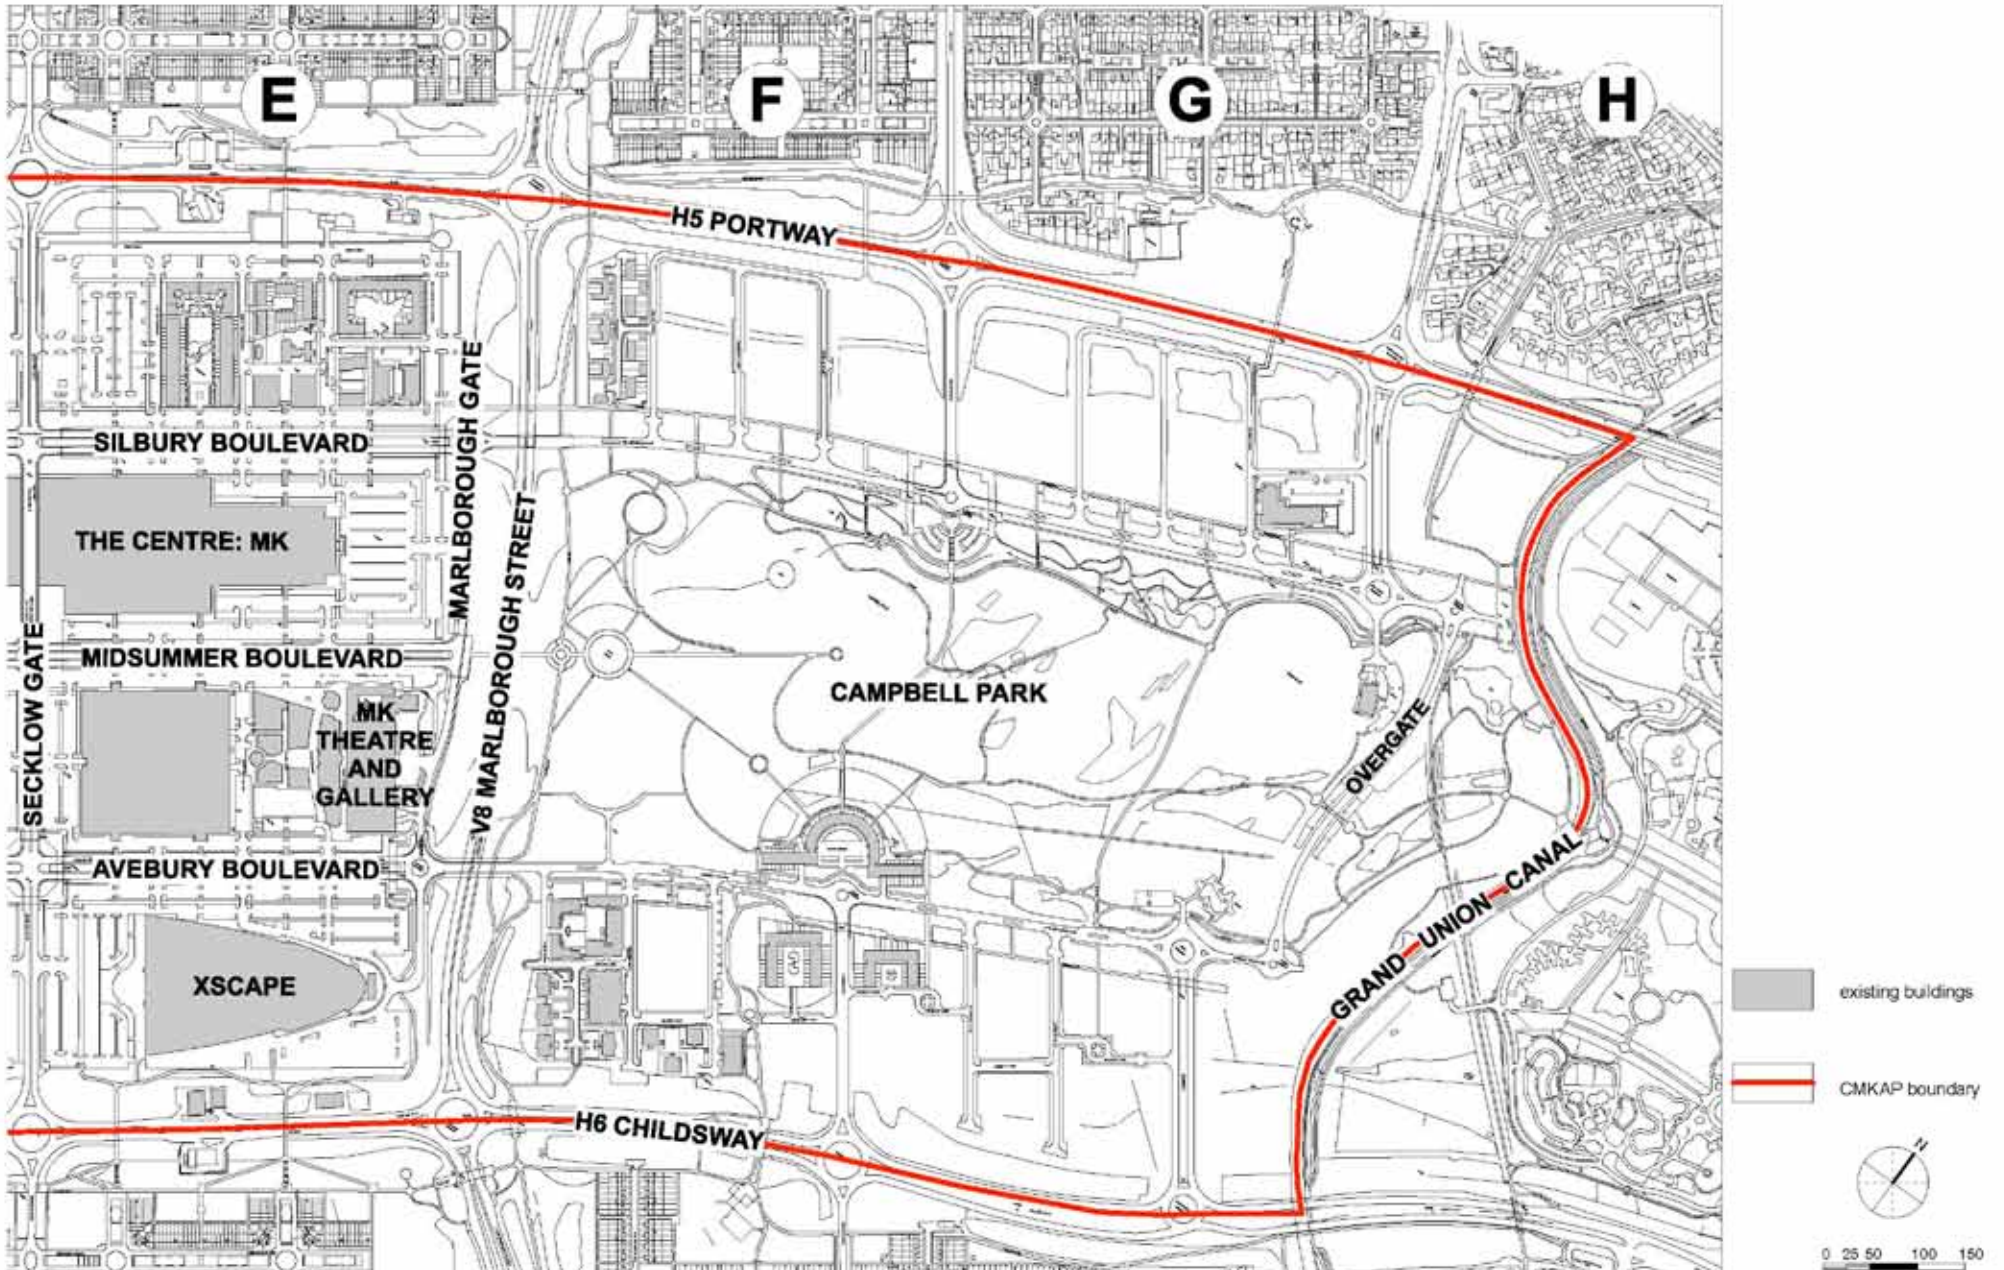 E
F
G
H
H5 PORTWAY
MARLBOROUGH GATE
SILBURY BOULEVARD
THE CENTRE: MK
V8 MARLBOROUGH STREET
SECKLOW GATE
MIDSUMMER BOULEVARD
CAMPBELL PARK
MK
THEATRE
AND
GALLERY
OVERGATE
AVEBURY BOULEVARD
GRAND UNION CANAL
XSCAPE
H6 CHILDSWAY
existing buildings
CMKAP boundary
N
0 25 50 100 150